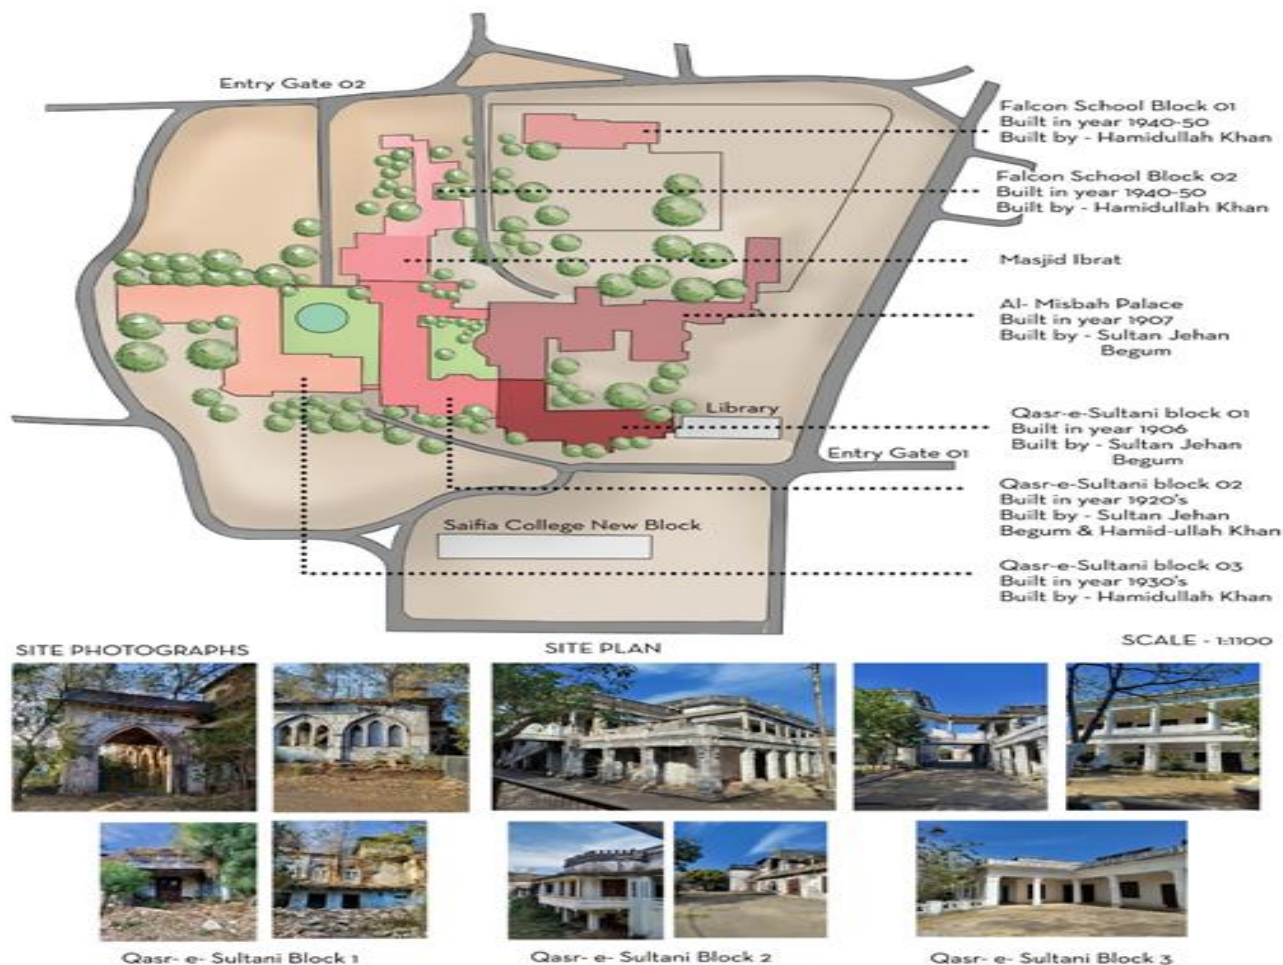 Entry Gate 02
Falcon School Block 01
Built in year 1940-50
Built by - Hamidullah Khan
Falcon School Block 02
Built in year 1940-50
Built by - Hamidullah Khan
Masjid Ibrat
Al- Misbah Palace
Built in year 1907
Built by - Sultan Jehan
Begum
Library
Qasr-e-Sultani block 01
Built in year 1906
Built by - Sultan Jehan
Begum
Entry Gate 01
Qasr-e-Sultani block 02
Built in year 1920's
Built by - Sultan Jehan
Begum & Hamid-ullah Khan
Saifia College New Block
Qasr-e-Sultani block 03
Built in year 1930's
Built by - Hamidullah Khan
SITE PHOTOGRAPHS
SITE PLAN
SCALE - 1:1100
Qasr- e- Sultani Block 1
Qasr- e- Sultani Block 2
Qasr- e- Sultani Block 3